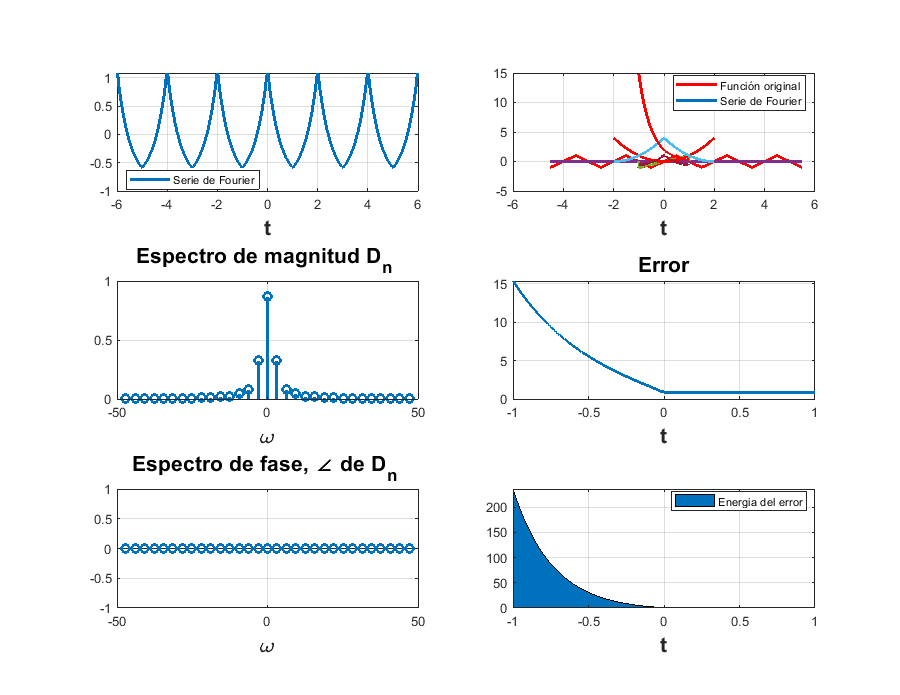 1
0.5
0
-0.5
-1
-6 -4 -2 0 2 4 6
t
Serie de Fourier
15
10
5
0
-5
-6 -4 -2 0 2 4 6
t
Función original
Serie de Fourier
Espectro de magnitud Dn
1
0.5
0
-50 0 50
ω
Error
15
10
5
0
-1 -0.5 0 0.5 1
t
Espectro de fase, ∠ de Dn
1
0.5
0
-0.5
-1
-50 0 50
ω
Energia del error
200
150
100
50
0
-1 -0.5 0 0.5 1
t